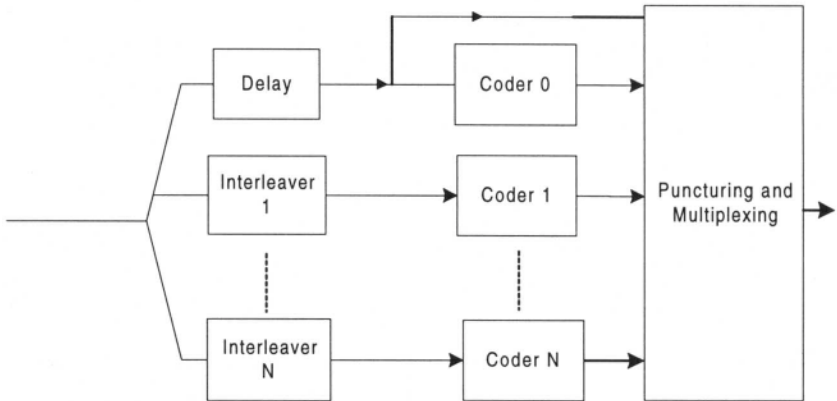 Delay
Coder 0
Interleaver
1
Coder 1
Puncturing and
Multiplexing
Interleaver
N
Coder N